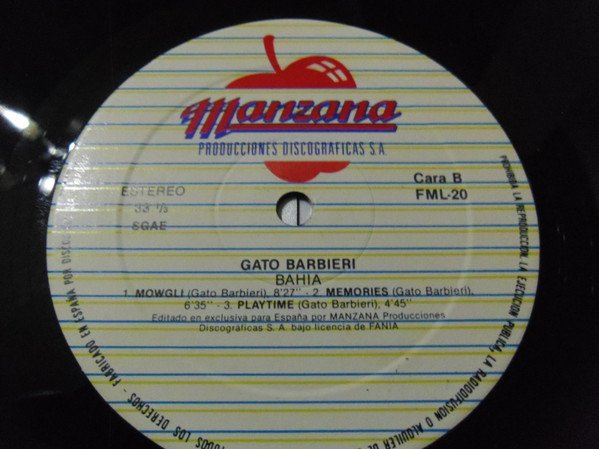 manzana
PRODUCCIONES DISCOGRAFICAS S.A.
Cara B
FML-20
ESTEREO
33 1/3
SGAE
GATO BARBIERI
BAHIA
1. MOWGLI (Gato Barbieri), 8'27" - 2. MEMORIES (Gato Barbieri),
6'35" - 3. PLAYTIME (Gato Barbieri), 4'45"
Editado en exclusiva para España por MANZANA Producciones
Discográficas S. A. bajo licencia de FANIA
PROHIBIDA LA REPRODUCCION, LA EJECUCION PUBLICA, LA RADIODIFUSION O ALQUILER DE
TODOS LOS DERECHOS - FABRICADO EN ESPAÑA POR